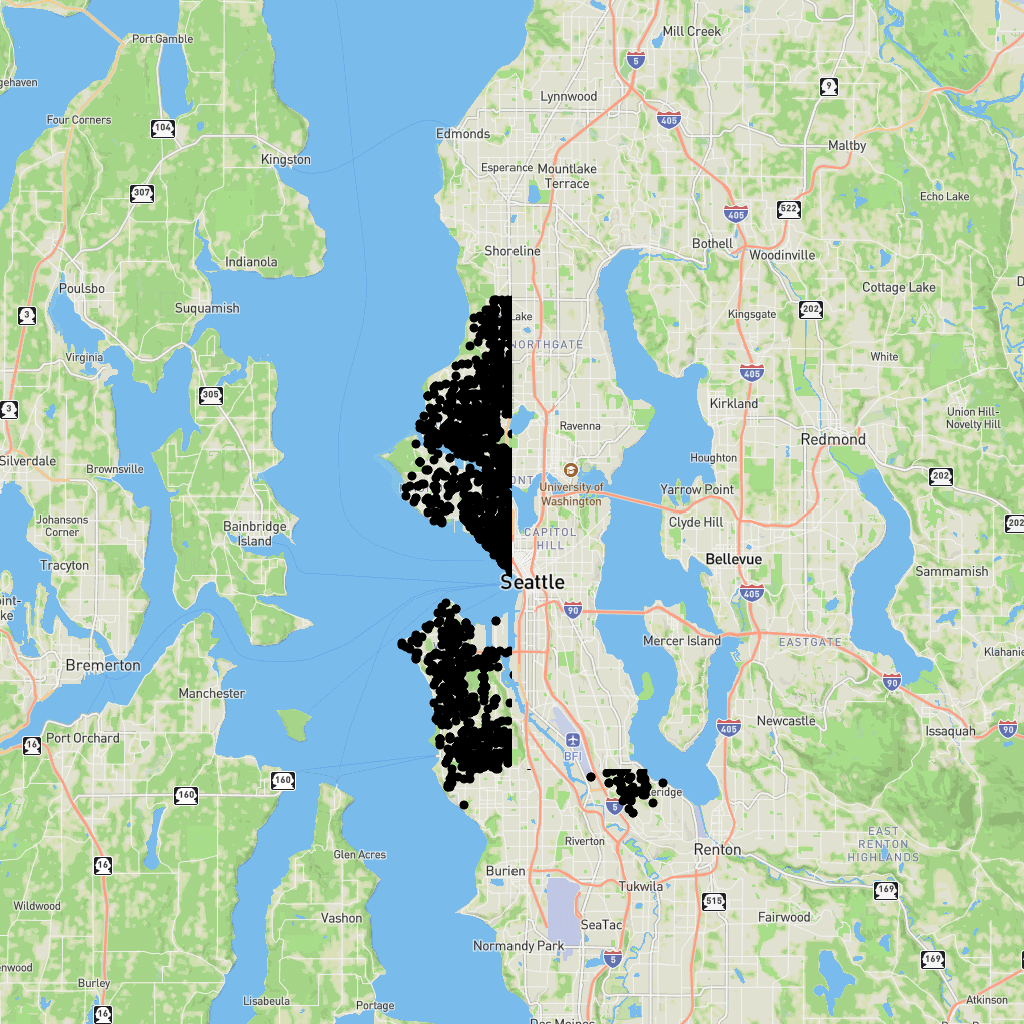 Port Gamble
Mill Creek
5
gehaven
9
Lynnwood
405
Four Corners
104
Edmonds
Maltby
Kingston
Esperance
Mountlake
Terrace
307
Echo Lake
522
405
Bothell
Shoreline
Woodinville
Indianola
Poulsbo
Cottage Lake
Suquamish
3
202
Kingsgate
Lake
NORTHGATE
Virginia
White
405
305
Kirkland
3
Union Hill-
Novelty Hill
Ravenna
Redmond
Silverdale
Houghton
Brownsville
202
ONT
University of
Washington
Yarrow Point
Johansons
Corner
Bainbridge
Island
Clyde Hill
202
CAPITOL
HILL
Bellevue
Tracyton
Sammamish
Seattle
405
oint-
ke
90
Mercer Island
EASTGATE
Klahanie
Bremerton
90
Manchester
Newcastle
405
Issaquah
90
Port Orchard
16
BFI
160
160
eridge
5
EAST
RENTON
HIGHLANDS
Riverton
Renton
Glen Acres
16
Burien
Tukwila
169
515
Wildwood
Vashon
Fairwood
SeaTac
Normandy Park
5
169
enwood
Burley
Lisabeula
Portage
Atkinson
16
Des Moines